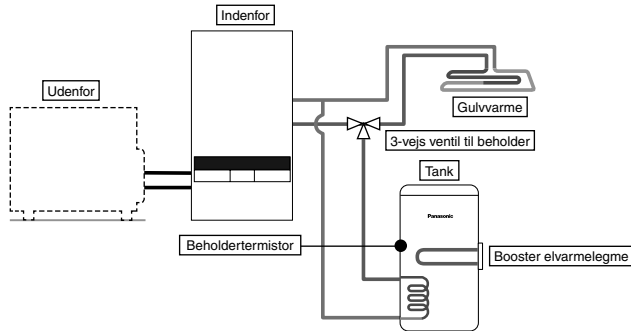 Indenfor
Udenfor
Gulvvarme
3-vejs ventil til beholder
Tank
Panasonic
Beholdertermistor
Booster elvarmelegme